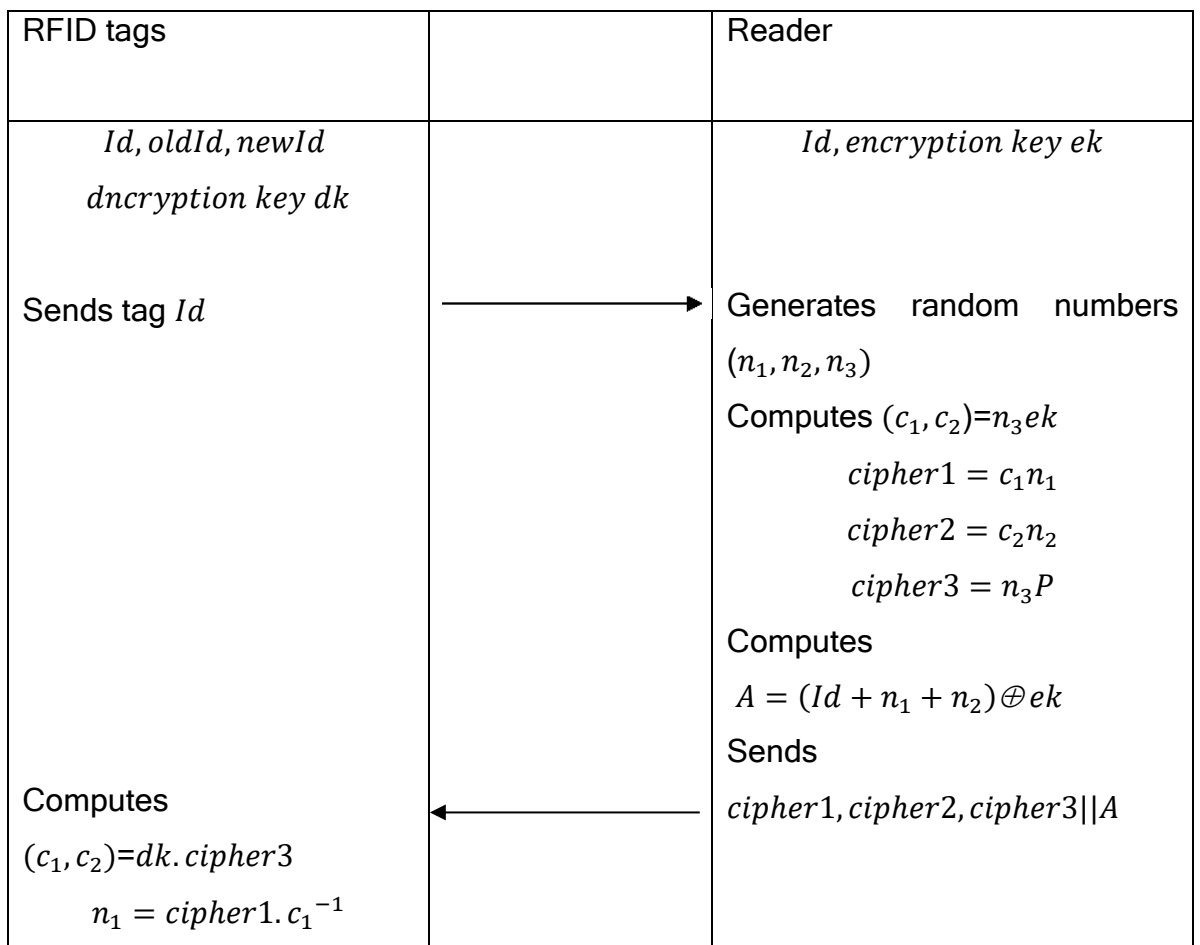 RFID tags
Reader
Id, oldId, newId
dncryption key dk
Id, encryption key ek
Sends tag Id
Generates random numbers
(n₁, n₂, n₃)
Computes (c₁, c₂)=n₃ek
cipher1 = c₁n₁
cipher2 = c₂n₂
cipher3 = n₃P
Computes
A = (Id + n₁ + n₂)⊕ek
Sends
cipher1, cipher2, cipher3||A
Computes
(c₁, c₂)=dk. cipher3
n₁ = cipher1. c₁⁻¹